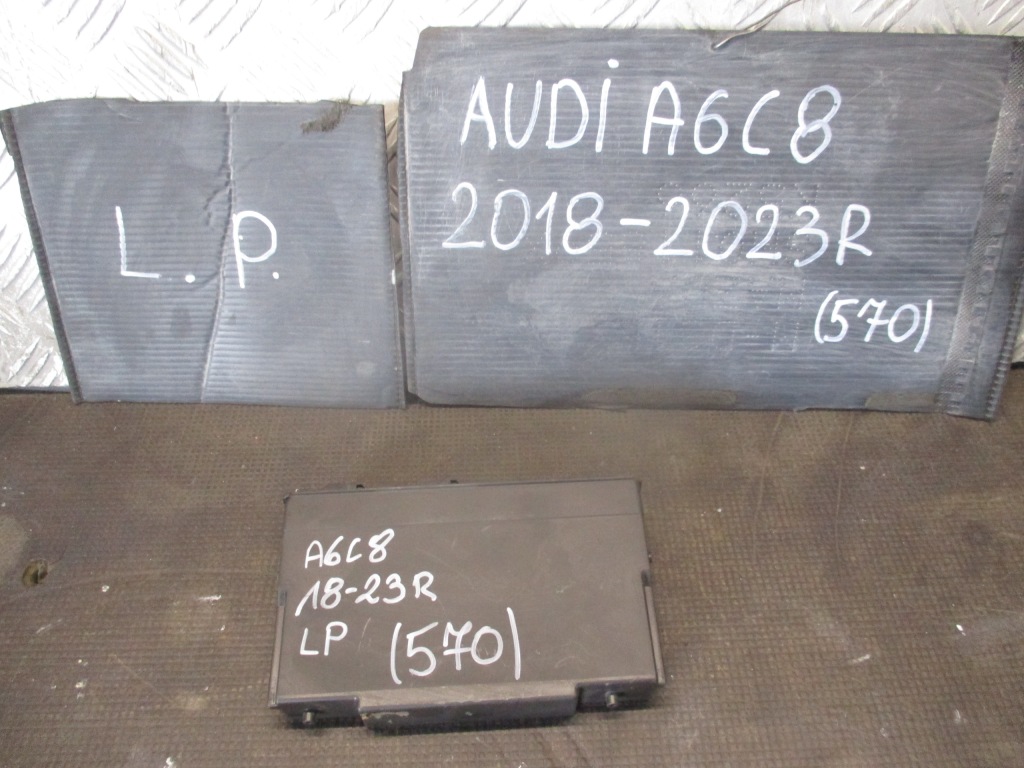 L.P.
AUDI A6C8
2018-2023R
(570)
A6C8
18-23R
LP (570)